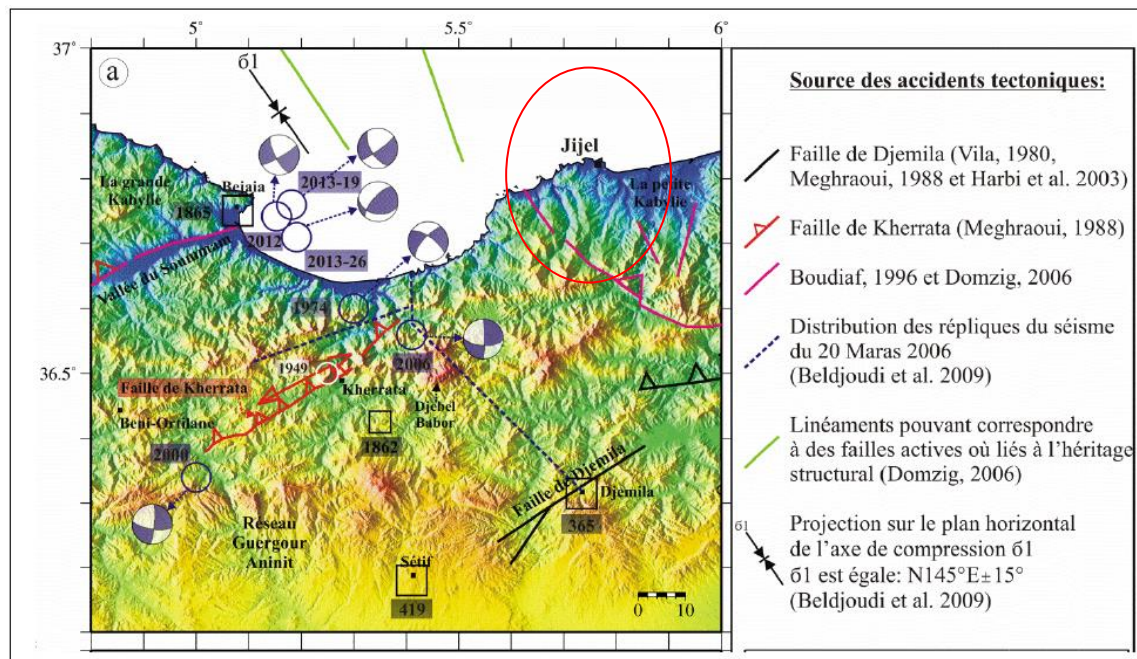 5°
5.5°
6°
37°
a
б1
Jijel
La grande
Kabylie
Bejaia
1865
2013-19
La petite
Kabylie
2012
2013-26
Vallée du Soummam
1974
2006
36.5°
1949
Faille de Kherrata
Kherrata
Djebel
Babor
Beni-Ortilane
1862
2000
Faille de Djemila
Djemila
365
Réseau
Guergour
Aninit
Sétif
419
0 10
Source des accidents tectoniques:
Faille de Djemila (Vila, 1980,
Meghraoui, 1988 et Harbi et al. 2003)
Faille de Kherrata (Meghraoui, 1988)
Boudiaf, 1996 et Domzig, 2006
Distribution des répliques du séisme
du 20 Maras 2006
(Beldjoudi et al. 2009)
Linéaments pouvant correspondre
à des failles actives où liés à l'héritage
structural (Domzig, 2006)
б1
Projection sur le plan horizontal
de l'axe de compression б1
б1 est égale: N145°E±15°
(Beldjoudi et al. 2009)